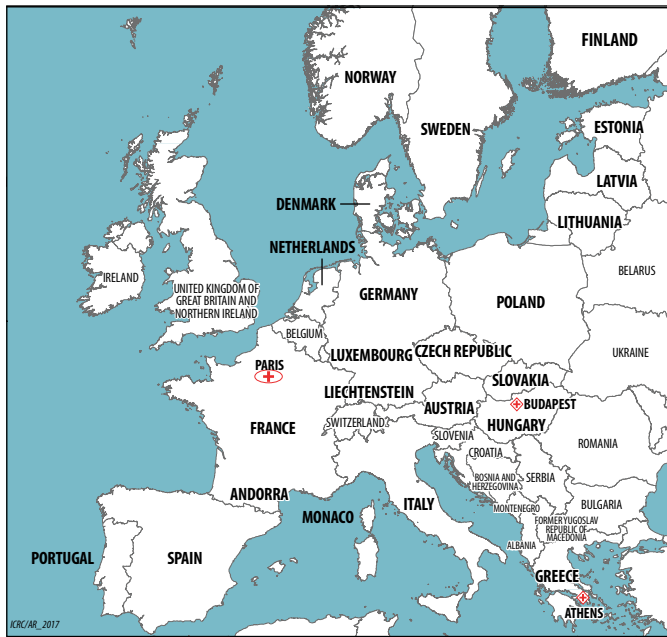 FINLAND
NORWAY
SWEDEN
ESTONIA
LATVIA
DENMARK
LITHUANIA
NETHERLANDS
IRELAND
BELARUS
UNITED KINGDOM OF
GREAT BRITAIN AND
NORTHERN IRELAND
GERMANY
POLAND
BELGIUM
UKRAINE
LUXEMBOURG
CZECH REPUBLIC
PARIS
SLOVAKIA
LIECHTENSTEIN
BUDAPEST
AUSTRIA
FRANCE
SWITZERLAND
HUNGARY
SLOVENIA
ROMANIA
CROATIA
BOSNIA AND
HERZEGOVINA
SERBIA
ANDORRA
ITALY
MONACO
MONTENEGRO
BULGARIA
FORMER YUGOSLAV
REPUBLIC OF
MACEDONIA
ALBANIA
PORTUGAL
SPAIN
GREECE
ATHENS
ICRC/AR_2017